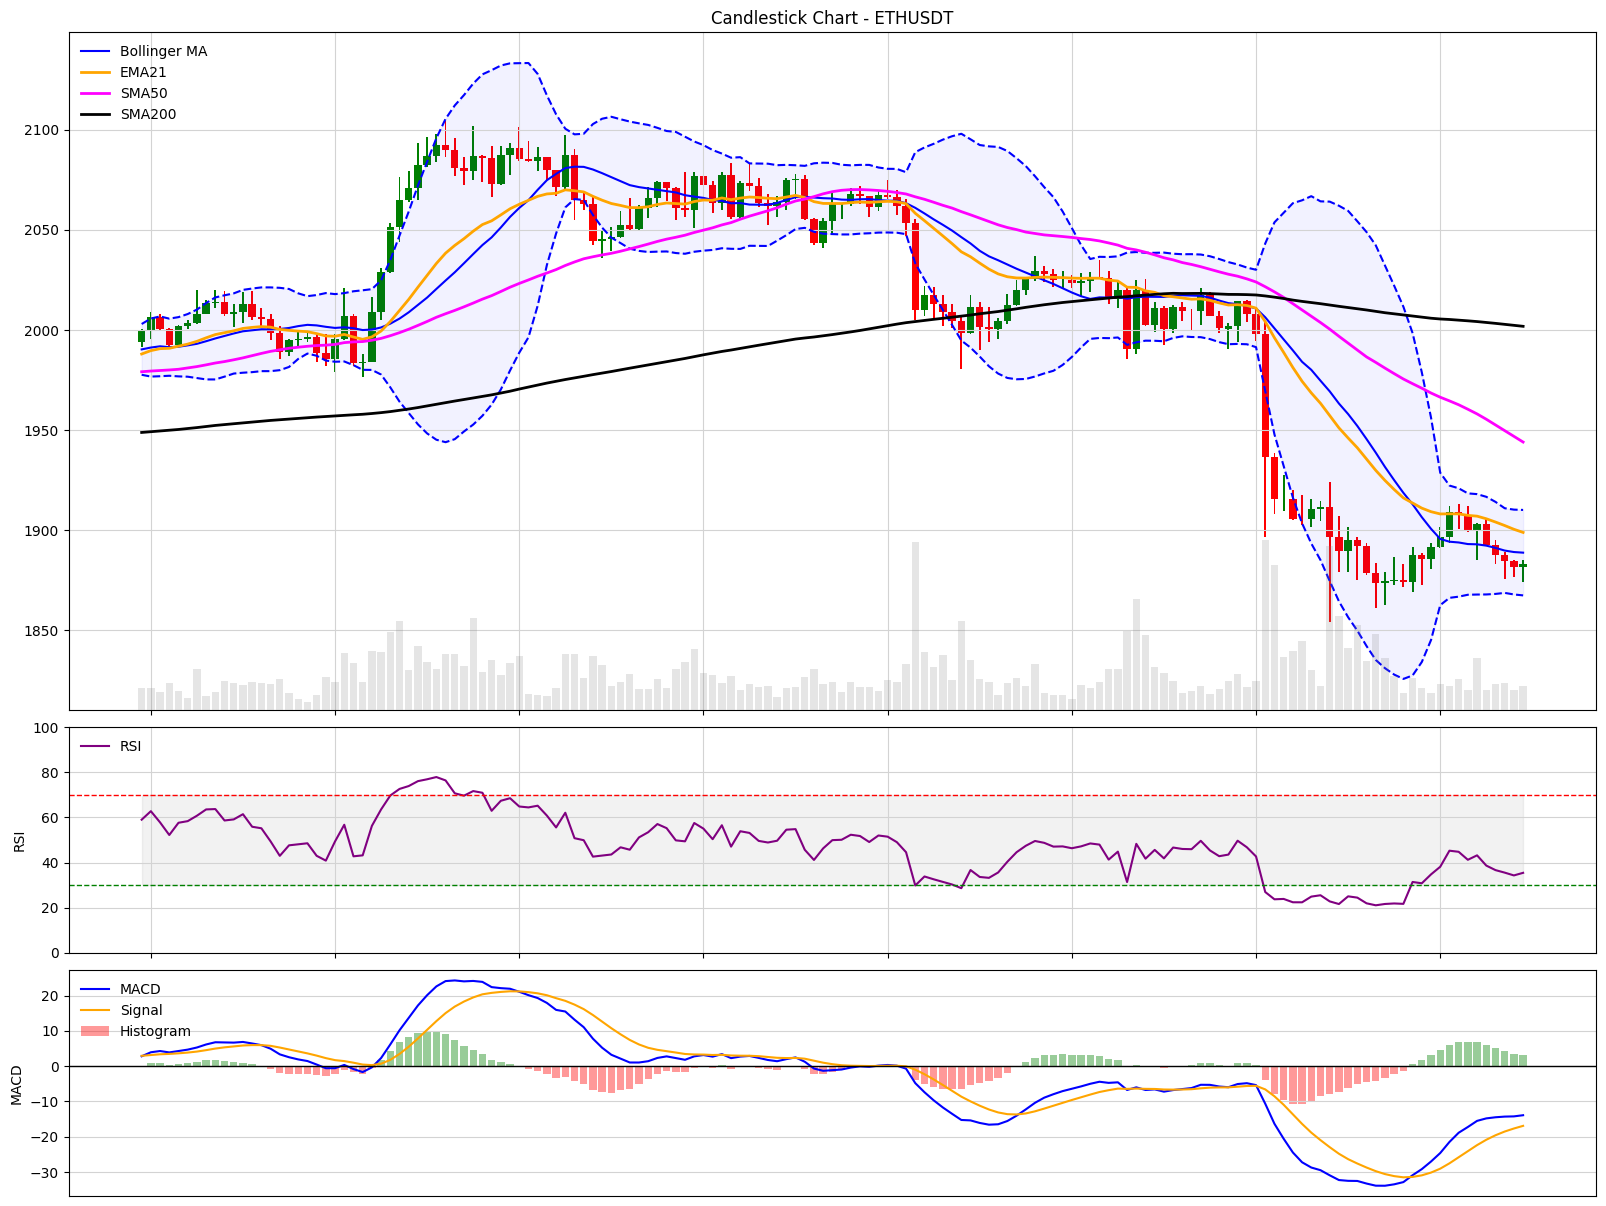 Candlestick Chart - ETHUSDT
Bollinger MA
EMA21
SMA50
SMA200
2100
2050
2000
1950
1900
1850
100
80
60
40
20
0
RSI
RSI
20
10
0
−10
−20
−30
MACD
MACD
Signal
Histogram